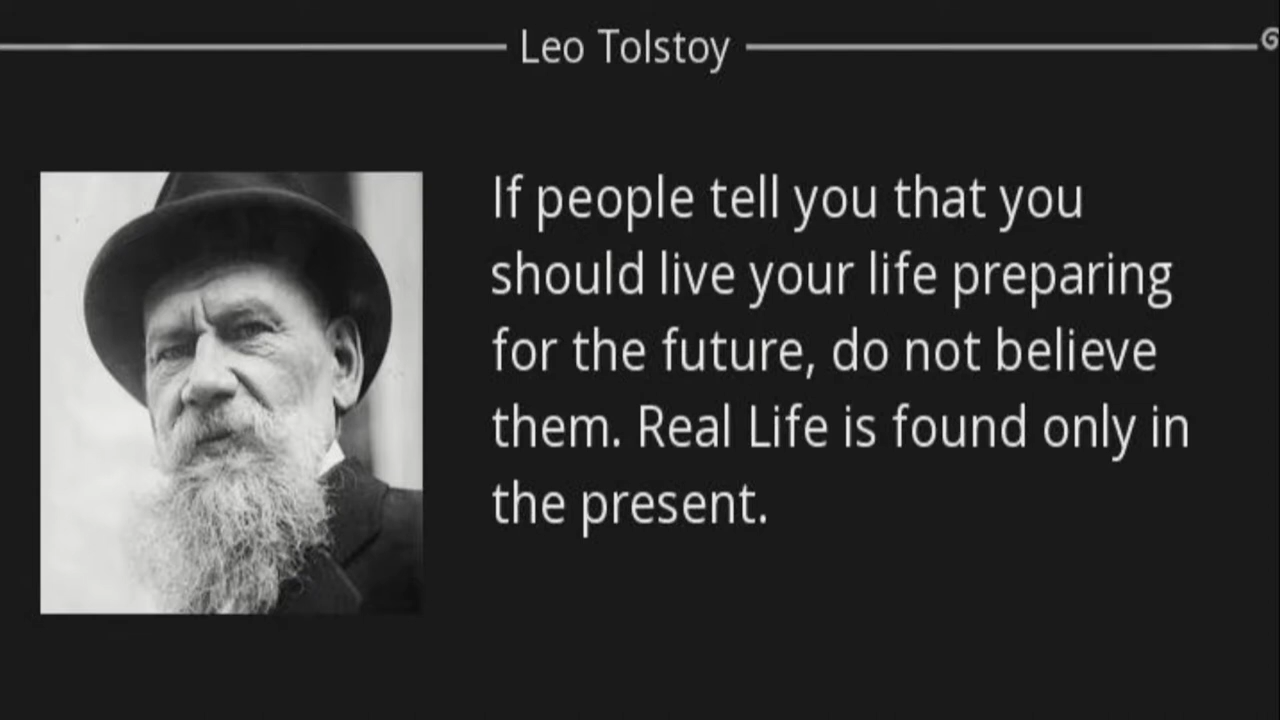 Leo Tolstoy
If people tell you that you
should live your life preparing
for the future, do not believe
them. Real Life is found only in
the present.